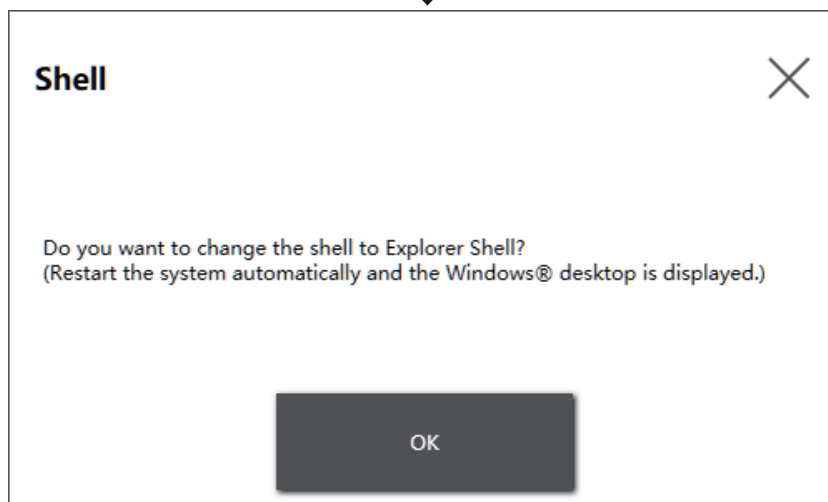 Shell
Do you want to change the shell to Explorer Shell?
(Restart the system automatically and the Windows® desktop is displayed.)
OK